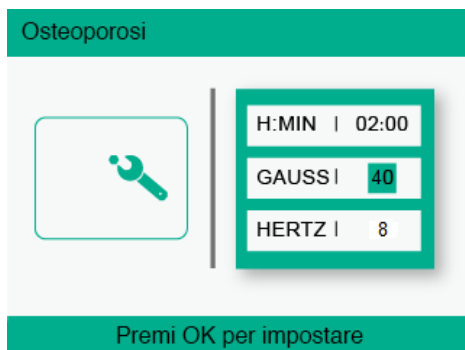 Osteoporosi
H:MIN | 02:00
GAUSS | 40
HERTZ | 8
Premi OK per impostare